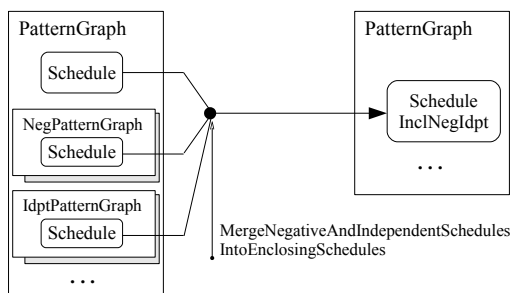 PatternGraph
Schedule
NegPatternGraph
Schedule
IdptPatternGraph
Schedule
...
MergeNegativeAndIndependentSchedules
IntoEnclosingSchedules
PatternGraph
Schedule
InclNegIdpt
...